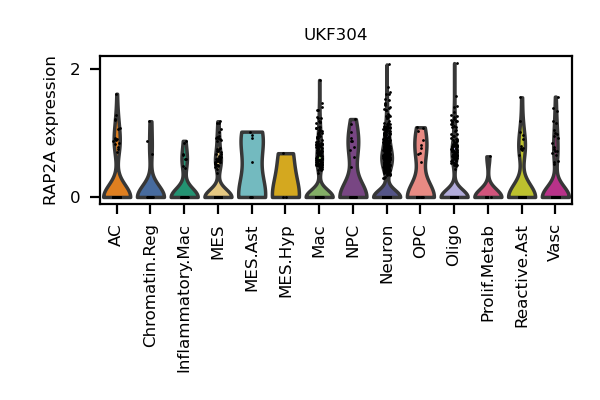 UKF304
RAP2A expression
2
0
AC
Chromatin.Reg
Inflammatory.Mac
MES
MES.Ast
MES.Hyp
Mac
NPC
Neuron
OPC
Oligo
Prolif.Metab
Reactive.Ast
Vasc